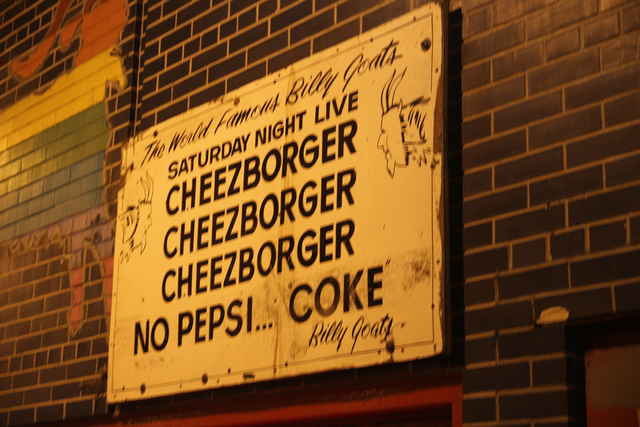 The World Famous Billy Goats
SATURDAY NIGHT LIVE
CHEEZBORGER
CHEEZBORGER
CHEEZBORGER
NO PEPSI... COKE"
Billy Goats